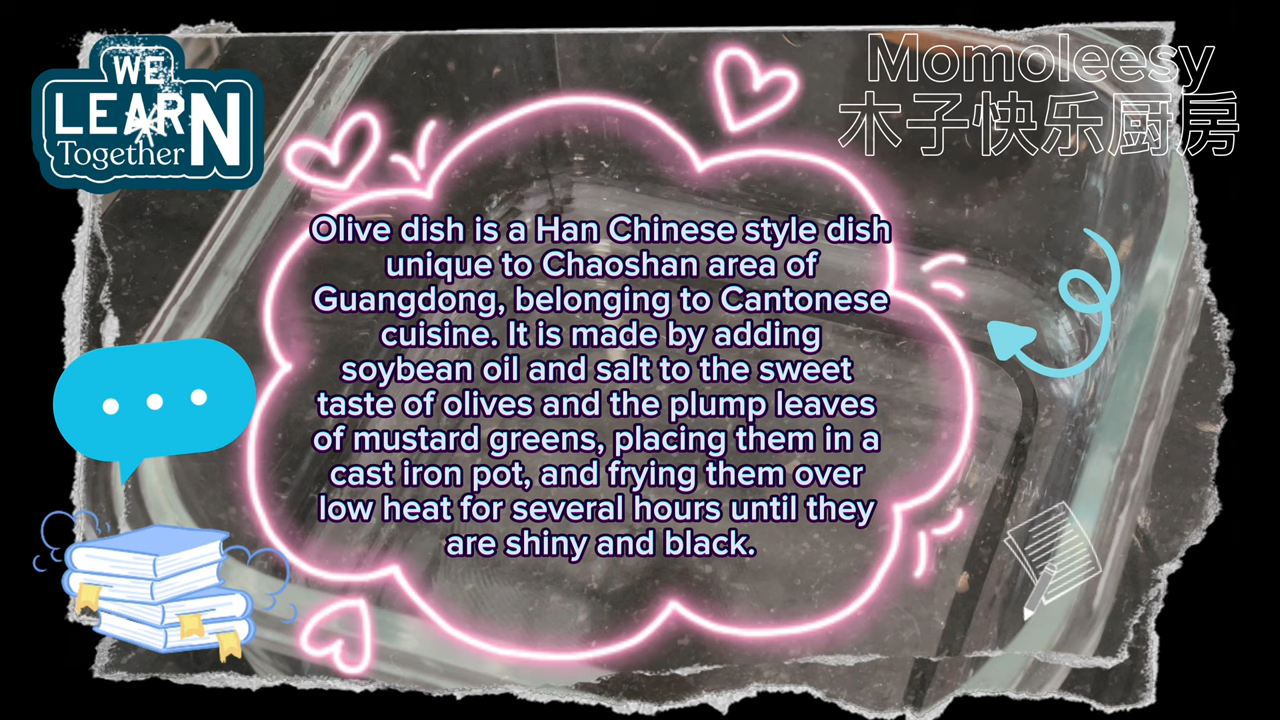 WE
LEARN
Together
Momoleesy
木子快乐厨房
Olive dish is a Han Chinese style dish
unique to Chaoshan area of
Guangdong, belonging to Cantonese
cuisine. It is made by adding
soybean oil and salt to the sweet
taste of olives and the plump leaves
of mustard greens, placing them in a
cast iron pot, and frying them over
low heat for several hours until they
are shiny and black.